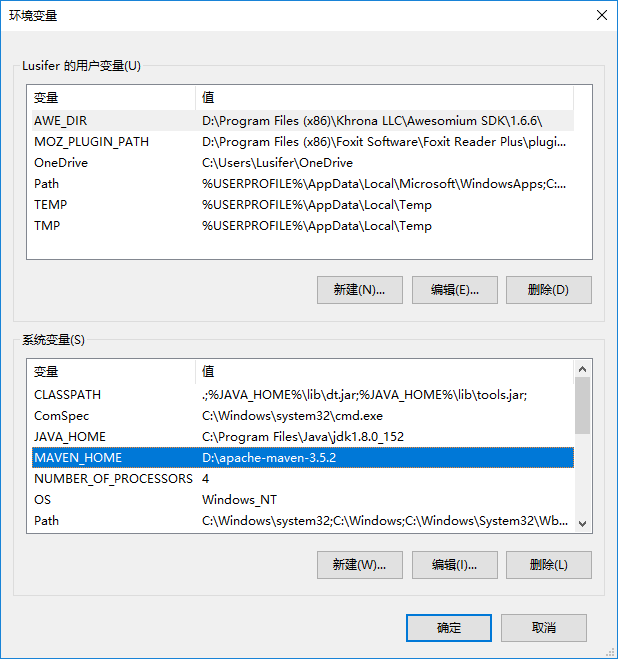 环境变量
Lusifer 的用户变量(U)
变量 值
AWE_DIR D:\Program Files (x86)\Khrona LLC\Awesomium SDK\1.6.6\
MOZ_PLUGIN_PATH D:\Program Files (x86)\Foxit Software\Foxit Reader Plus\plugi...
OneDrive C:\Users\Lusifer\OneDrive
Path %USERPROFILE%\AppData\Local\Microsoft\WindowsApps;C:...
TEMP %USERPROFILE%\AppData\Local\Temp
TMP %USERPROFILE%\AppData\Local\Temp
新建(N)... 编辑(E)... 删除(D)
系统变量(S)
变量 值
CLASSPATH .;%JAVA_HOME%\lib\dt.jar;%JAVA_HOME%\lib\tools.jar;
ComSpec C:\Windows\system32\cmd.exe
JAVA_HOME C:\Program Files\Java\jdk1.8.0_152
MAVEN_HOME D:\apache-maven-3.5.2
NUMBER_OF_PROCESSORS 4
OS Windows_NT
Path C:\Windows\system32;C:\Windows;C:\Windows\System32\Wb...
新建(W)... 编辑(I)... 删除(L)
确定 取消